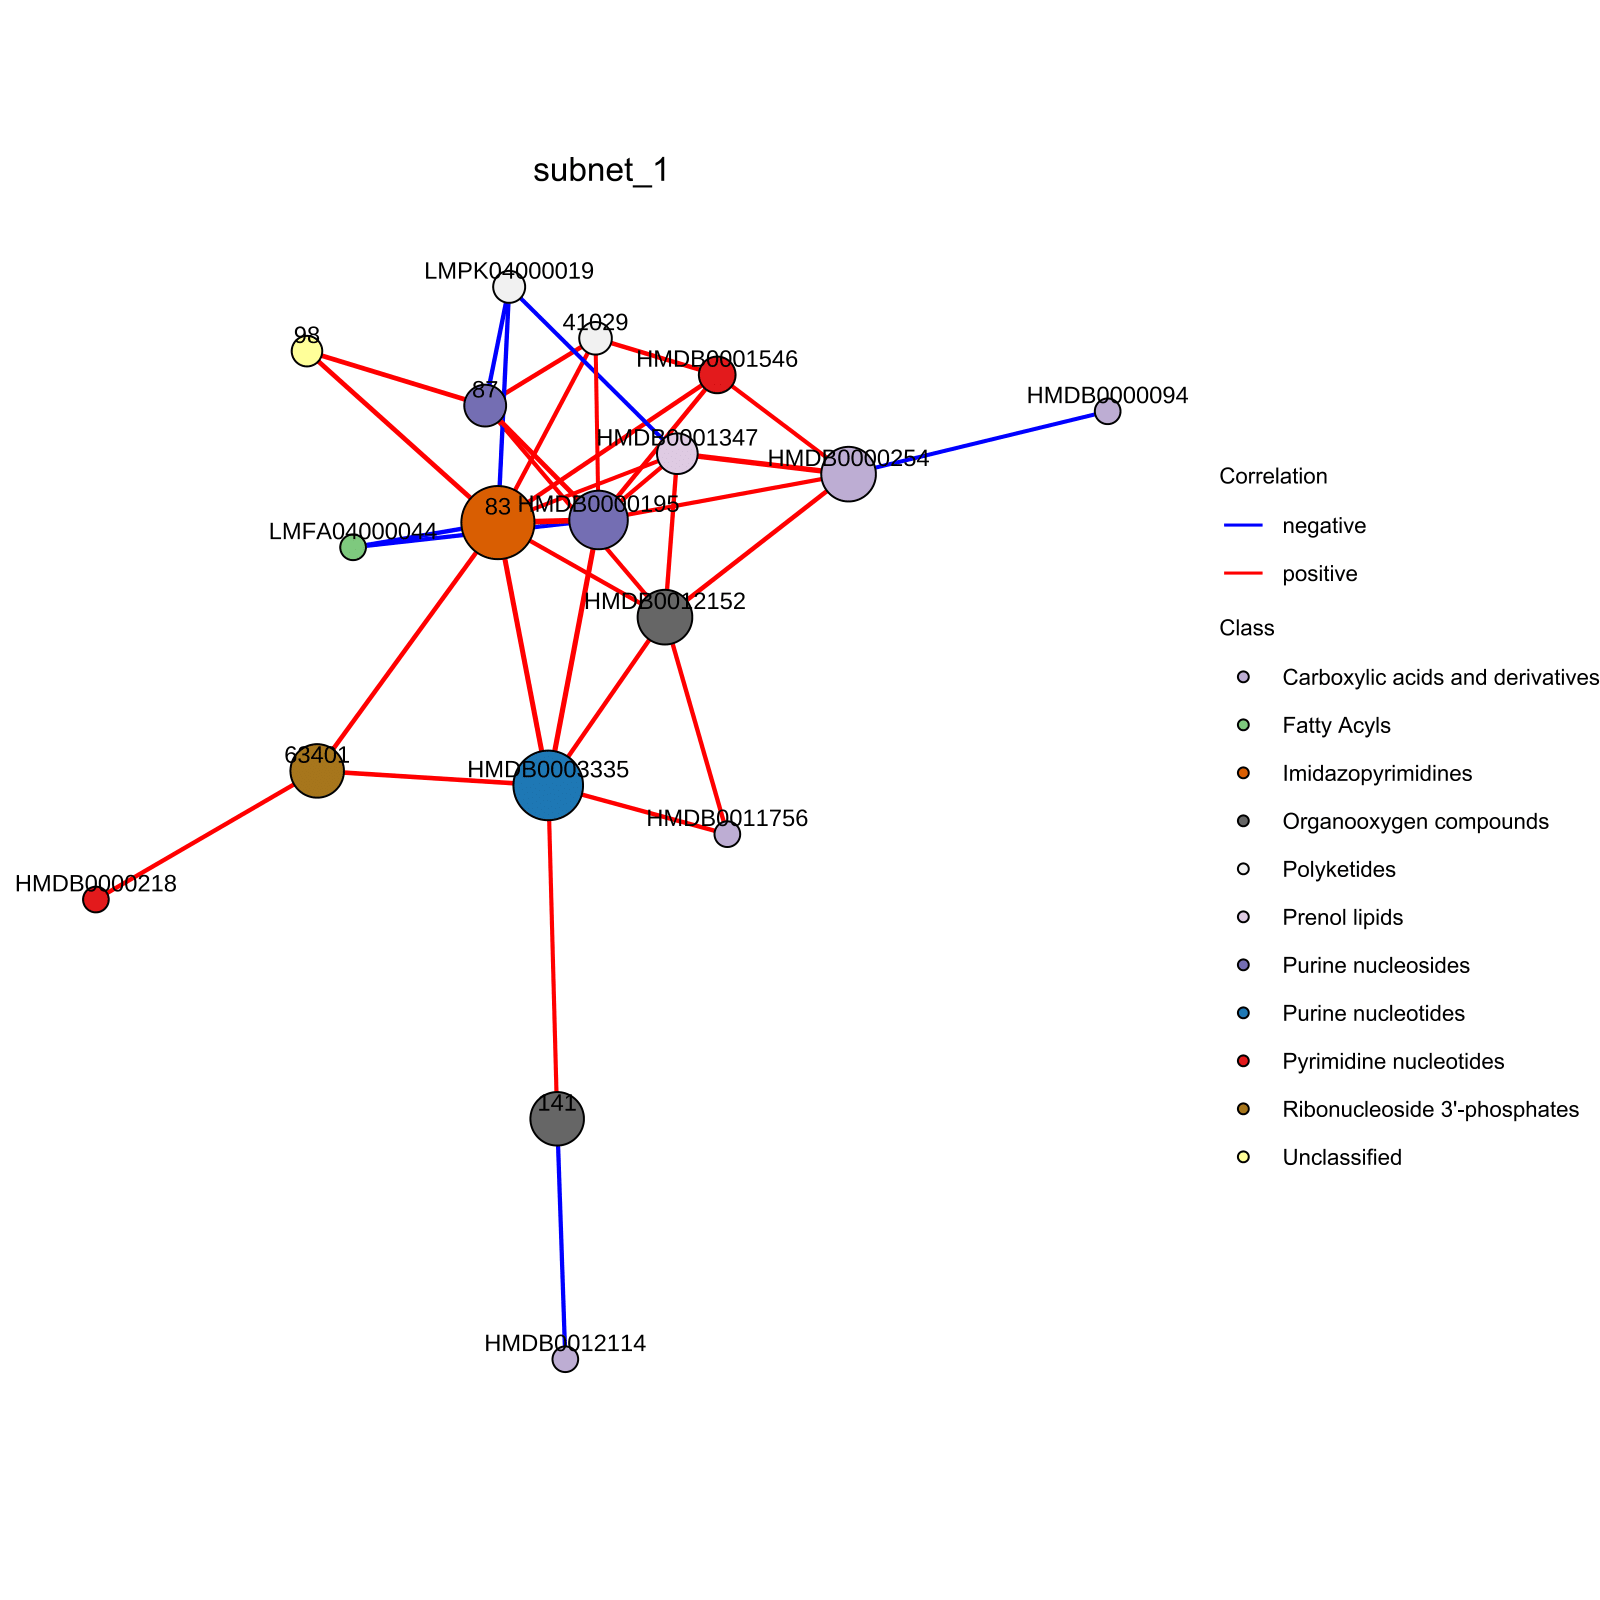 subnet_1
LMPK04000019
41029
98
HMDB0001546
87
HMDB0000094
HMDB0001347
HMDB0000254
83
HMDB0000195
LMFA04000044
HMDB0012152
63401
HMDB0003335
HMDB0011756
HMDB0000218
141
HMDB0012114
Correlation
negative
positive
Class
Carboxylic acids and derivatives
Fatty Acyls
Imidazopyrimidines
Organooxygen compounds
Polyketides
Prenol lipids
Purine nucleosides
Purine nucleotides
Pyrimidine nucleotides
Ribonucleoside 3'-phosphates
Unclassified